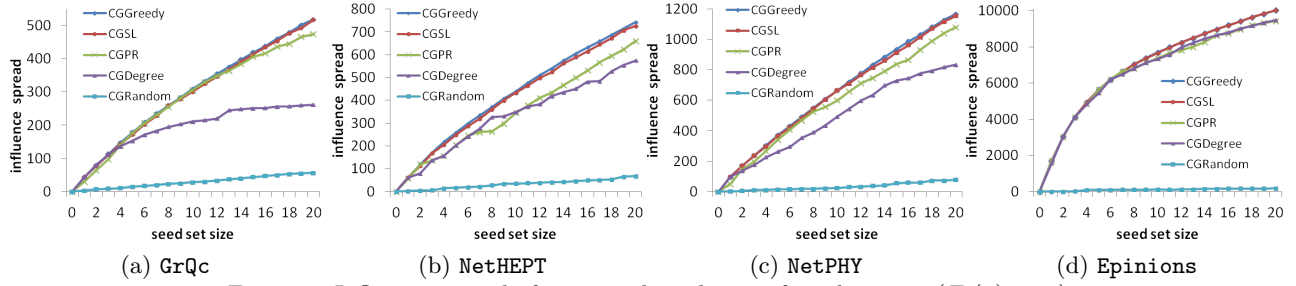 CGGreedy
CGSL
CGPR
CGDegree
CGRandom
influence spread
500
400
300
200
100
0
0 2 4 6 8 10 12 14 16 18 20
seed set size
(a) GrQc
CGGreedy
CGSL
CGPR
CGDegree
CGRandom
influence spread
800
700
600
500
400
300
200
100
0
0 2 4 6 8 10 12 14 16 18 20
seed set size
(b) NetHEPT
CGGreedy
CGSL
CGPR
CGDegree
CGRandom
influence spread
1200
1000
800
600
400
200
0
0 2 4 6 8 10 12 14 16 18 20
seed set size
(c) NetPHY
CGGreedy
CGSL
CGPR
CGDegree
CGRandom
influence spread
10000
8000
6000
4000
2000
0
0 2 4 6 8 10 12 14 16 18 20
seed set size
(d) Epinions